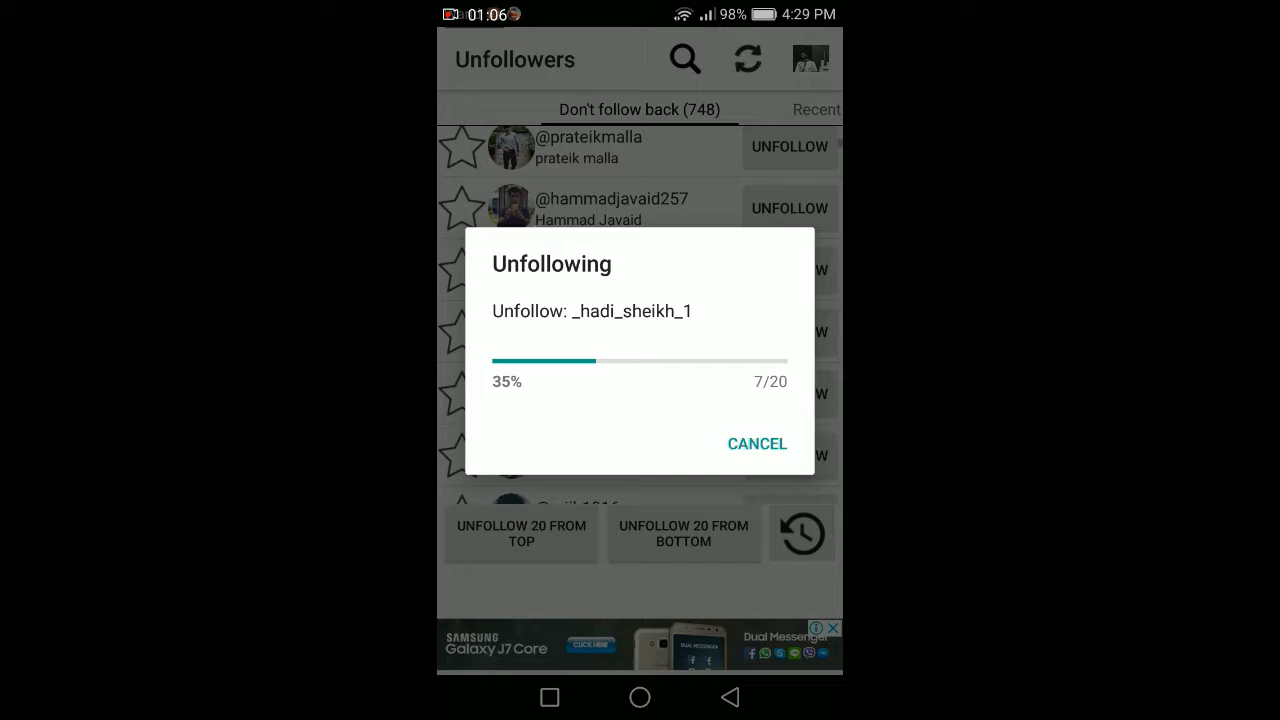 01:06
98%
4:29 PM
Unfollowers
Don't follow back (748)
Recent
@prateikmalla
prateik malla
UNFOLLOW
@hammadjavaid257
Hammad Javaid
UNFOLLOW
W
W
W
W
Unfollowing
Unfollow: _hadi_sheikh_1
35%
7/20
CANCEL
UNFOLLOW 20 FROM
TOP
UNFOLLOW 20 FROM
BOTTOM
SAMSUNG
Galaxy J7 Core
CLICK HERE
Dual Messenger